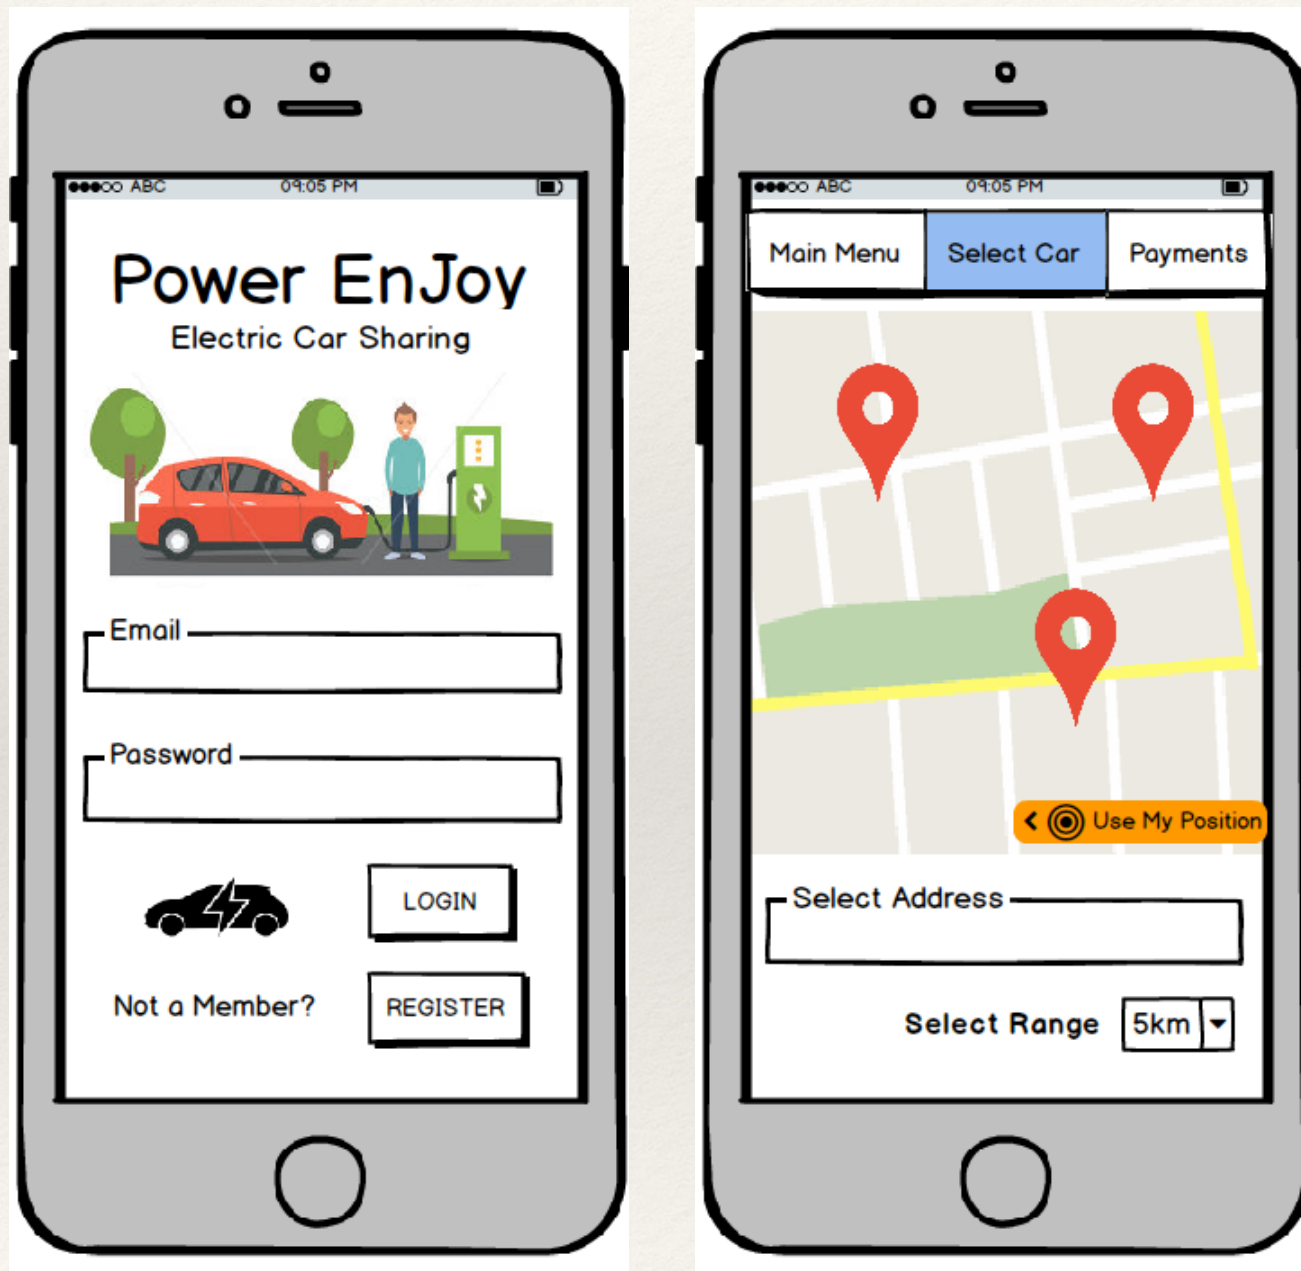 ABC 09:05 PM
Power EnJoy
Electric Car Sharing
Email
Password
LOGIN
Not a Member? REGISTER
ABC 09:05 PM
Main Menu Select Car Payments
Use My Position
Select Address
Select Range 5km